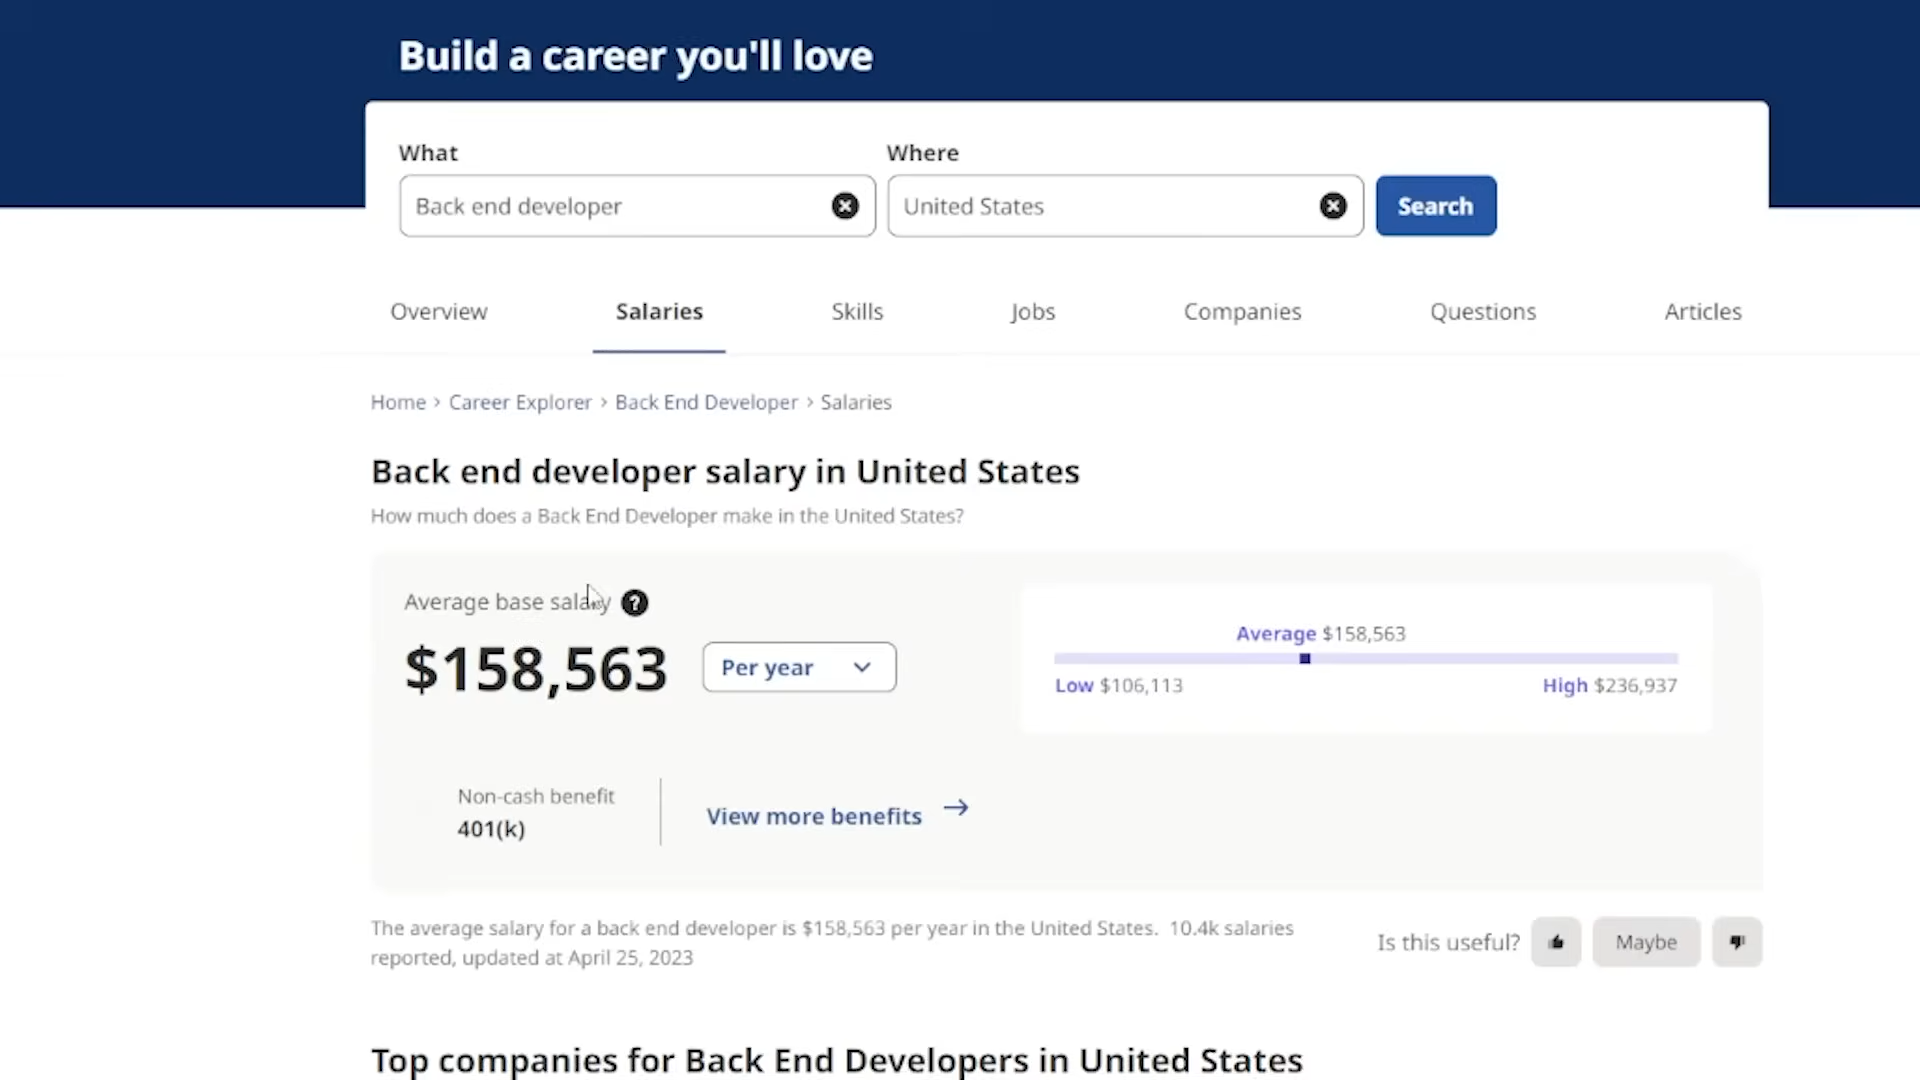 Build a career you'll love
What
Where
Back end developer
United States
Search
Overview
Salaries
Skills
Jobs
Companies
Questions
Articles
Home › Career Explorer › Back End Developer › Salaries
Back end developer salary in United States
How much does a Back End Developer make in the United States?
Average base salary ?
$158,563
Per year
Average $158,563
Low $106,113
High $236,937
Non-cash benefit
401(k)
View more benefits →
The average salary for a back end developer is $158,563 per year in the United States. 10.4k salaries
reported, updated at April 25, 2023
Is this useful?
Maybe
Top companies for Back End Developers in United States